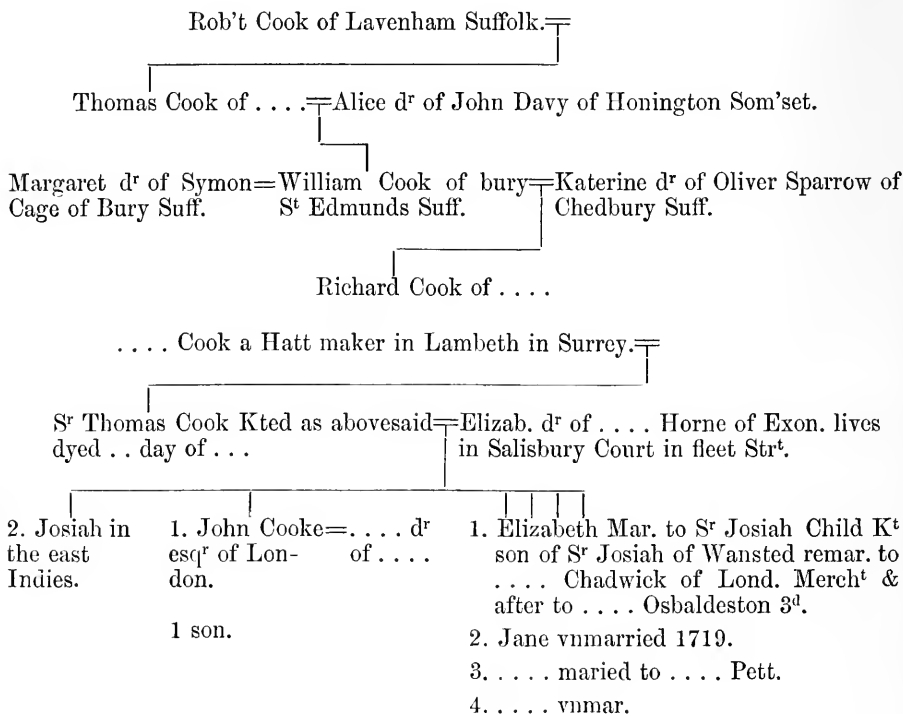 Rob't Cook of Lavenham Suffolk.=
Thomas Cook of . . . .=Alice dʳ of John Davy of Honington Som'set.
Margaret dʳ of Symon=William Cook of bury=Katerine dʳ of Oliver Sparrow of
Cage of Bury Suff. Sᵗ Edmunds Suff. Chedbury Suff.
Richard Cook of . . . .
. . . . Cook a Hatt maker in Lambeth in Surrey.=
Sʳ Thomas Cook Kted as abovesaid=Elizab. dʳ of . . . . Horne of Exon. lives
dyed . . day of . . . in Salisbury Court in fleet Strᵗ.
2. Josiah in
the east
Indies.
1. John Cooke=. . . . dʳ
esqʳ of Lon- of . . . .
don.
1 son.
1. Elizabeth Mar. to Sʳ Josiah Child Kᵗ
son of Sʳ Josiah of Wansted remar. to
. . . . Chadwick of Lond. Merchᵗ &
after to . . . . Osbaldeston 3ᵈ.
2. Jane vnmarried 1719.
3. . . . . maried to . . . . Pett.
4. . . . . vnmar.